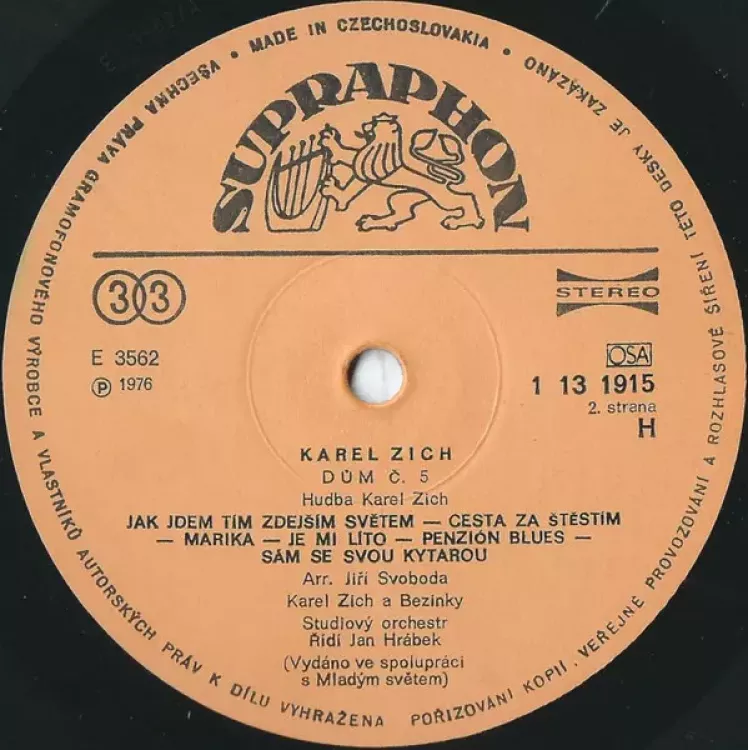 VŠECHNA PRÁVA GRAMOFONOVÉHO VÝROBCE A VLASTNÍKŮ AUTORSKÝCH PRÁV K DÍLU VYHRAŽENA
POŘIZOVÁNÍ KOPIÍ, VEŘEJNÉ PROVOZOVÁNÍ A ROZHLASOVÉ ŠÍŘENÍ TÉTO DESKY JE ZAKÁZÁNO
• MADE IN CZECHOSLOVAKIA •
SUPRAPHON
33
STEREO
E 3562
Ⓟ 1976
OSA
1 13 1915
2. strana
H
KAREL ZICH
DŮM Č. 5
Hudba Karel Zich
JAK JDEM TÍM ZDEJŠÍM SVĚTEM — CESTA ZA ŠTĚSTÍM
— MARIKA — JE MI LÍTO — PENZIÓN BLUES —
SÁM SE SVOU KYTAROU
Arr. Jiří Svoboda
Karel Zich a Bezinky
Studiový orchestr
Řídí Jan Hrábek
(Vydáno ve spolupráci
s Mladým světem)